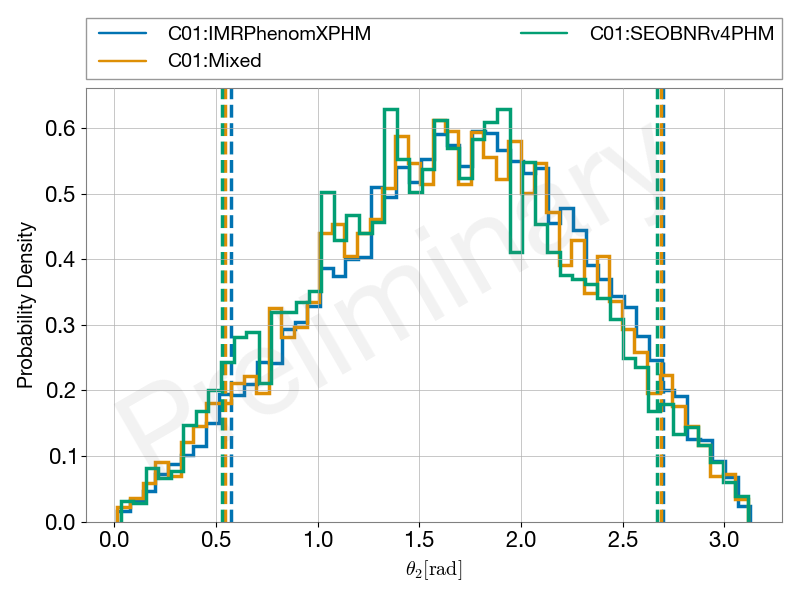 C01:IMRPhenomXPHM
C01:Mixed
C01:SEOBNRv4PHM
Preliminary
Probability Density
0.6
0.5
0.4
0.3
0.2
0.1
0.0
0.0 0.5 1.0 1.5 2.0 2.5 3.0
θ₂[rad]